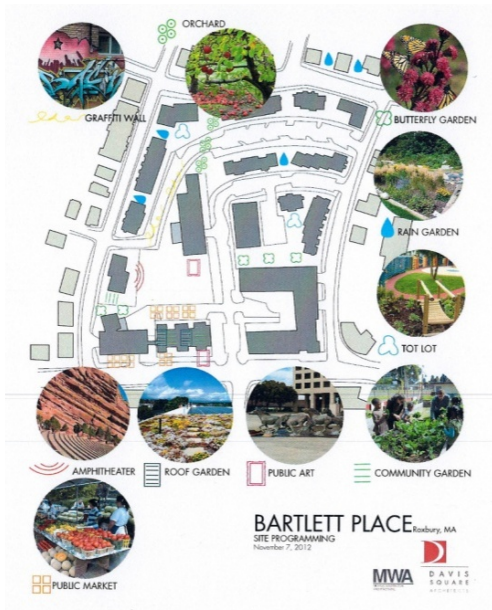 ORCHARD
GRAFFITI WALL
BUTTERFLY GARDEN
RAIN GARDEN
TOT LOT
AMPHITHEATER
ROOF GARDEN
PUBLIC ART
COMMUNITY GARDEN
PUBLIC MARKET
BARTLETT PLACE Roxbury, MA
SITE PROGRAMMING
November 7, 2012
MWA
DAVIS
SQUARE
ARCHITECTS